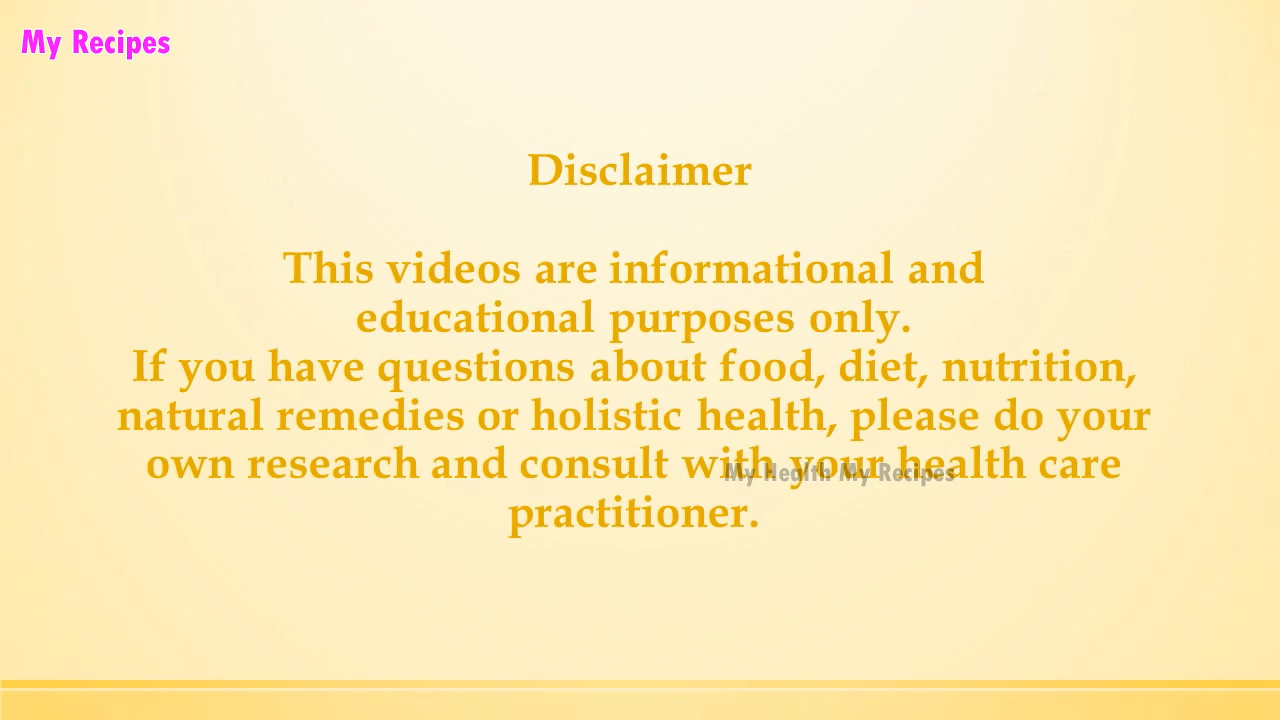 My Recipes
Disclaimer
This videos are informational and
educational purposes only.
If you have questions about food, diet, nutrition,
natural remedies or holistic health, please do your
own research and consult with your health care
My Health My Recipes
practitioner.